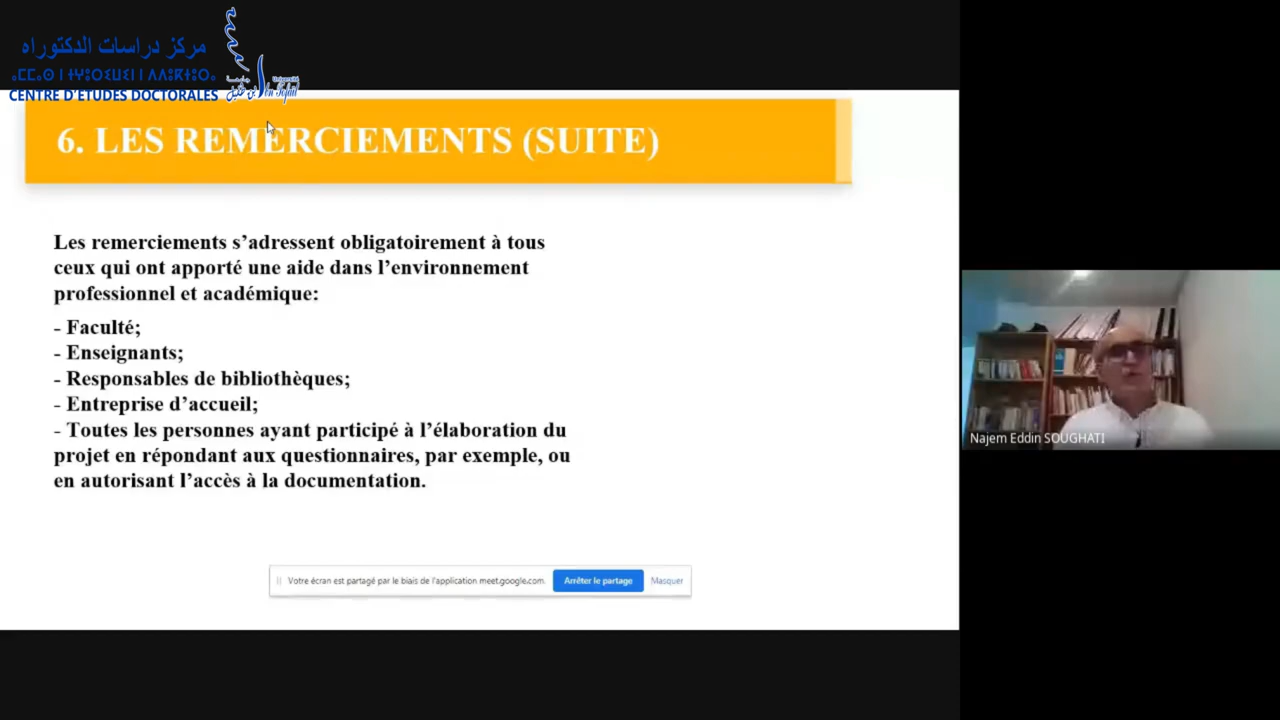 مركز دراسات الدكتوراه
CENTRE D'ETUDES DOCTORALES
Université
Ibn Tofail
6. LES REMERCIEMENTS (SUITE)
Les remerciements s’adressent obligatoirement à tous
ceux qui ont apporté une aide dans l’environnement
professionnel et académique:
- Faculté;
- Enseignants;
- Responsables de bibliothèques;
- Entreprise d’accueil;
- Toutes les personnes ayant participé à l’élaboration du
projet en répondant aux questionnaires, par exemple, ou
en autorisant l’accès à la documentation.
Votre écran est partagé par le biais de l'application meet.google.com.
Arrêter le partage
Masquer
Najem Eddin SOUGHATI